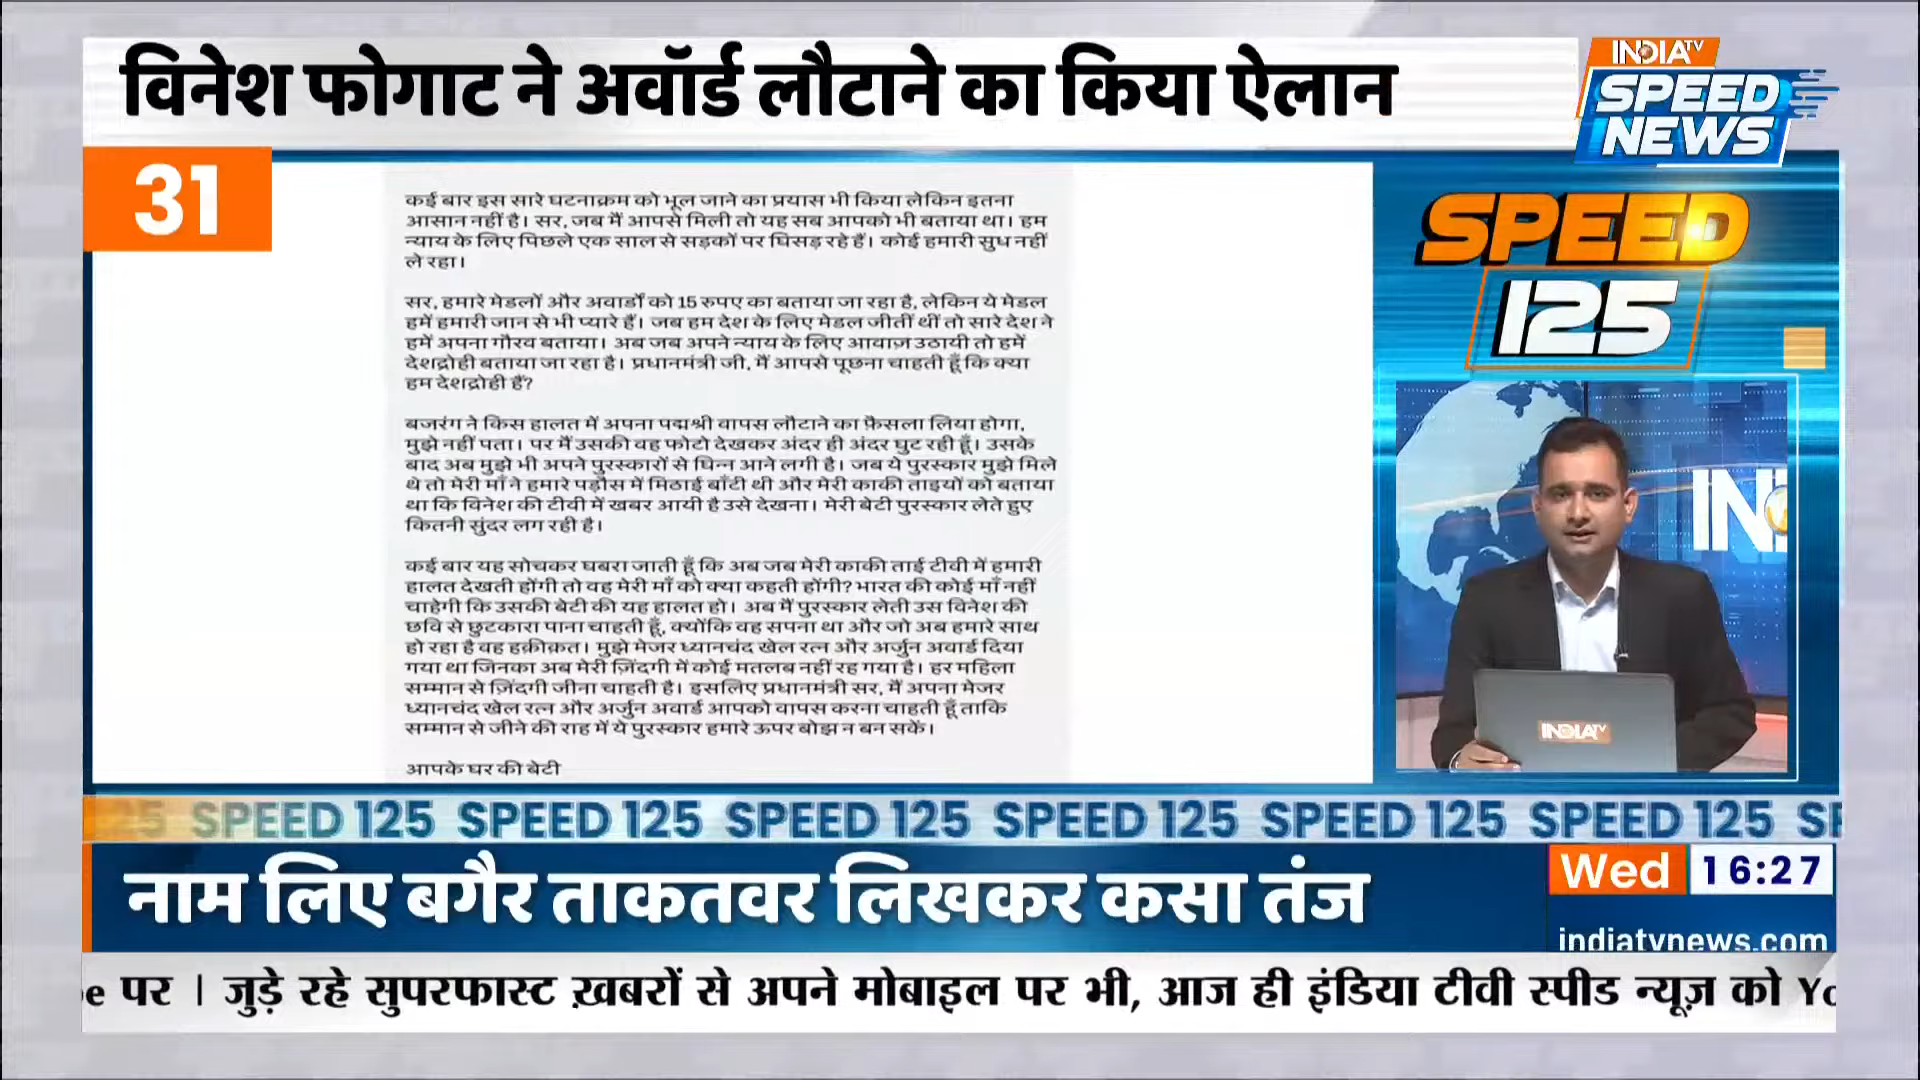 विनेश फोगाट ने अवॉर्ड लौटाने का किया ऐलान
INDIA TV
SPEED
NEWS
31
कई बार इस सारे घटनाक्रम को भूल जाने का प्रयास भी किया लेकिन इतना
आसान नहीं है। सर, जब मैं आपसे मिली तो यह सब आपको भी बताया था। हम
न्याय के लिए पिछले एक साल से सड़कों पर घिसड़ रहे हैं। कोई हमारी सुध नहीं
ले रहा।
सर, हमारे मेडलों और अवार्डों को 15 रुपए का बताया जा रहा है, लेकिन ये मेडल
हमें हमारी जान से भी प्यारे हैं। जब हम देश के लिए मेडल जीतीं थीं तो सारे देश ने
हमें अपना गौरव बताया। अब जब अपने न्याय के लिए आवाज़ उठायी तो हमें
देशद्रोही बताया जा रहा है। प्रधानमंत्री जी, मैं आपसे पूछना चाहती हूँ कि क्या
हम देशद्रोही हैं?
बजरंग ने किस हालत में अपना पद्मश्री वापस लौटाने का फ़ैसला लिया होगा,
मुझे नहीं पता। पर मैं उसकी वह फोटो देखकर अंदर ही अंदर घुट रही हूँ। उसके
बाद अब मुझे भी अपने पुरस्कारों से घिन्न आने लगी है। जब ये पुरस्कार मुझे मिले
थे तो मेरी माँ ने हमारे पड़ौस में मिठाई बाँटी थी और मेरी काकी ताइयों को बताया
था कि विनेश की टीवी में खबर आयी है उसे देखना। मेरी बेटी पुरस्कार लेते हुए
कितनी सुंदर लग रही है।
कई बार यह सोचकर घबरा जाती हूँ कि अब जब मेरी काकी ताई टीवी में हमारी
हालत देखती होंगी तो वह मेरी माँ को क्या कहती होंगी? भारत की कोई माँ नहीं
चाहेगी कि उसकी बेटी की यह हालत हो। अब मैं पुरस्कार लेती उस विनेश की
छवि से छुटकारा पाना चाहती हूँ, क्योंकि वह सपना था और जो अब हमारे साथ
हो रहा है वह हक़ीक़त। मुझे मेजर ध्यानचंद खेल रत्न और अर्जुन अवार्ड दिया
गया था जिनका अब मेरी ज़िंदगी में कोई मतलब नहीं रह गया है। हर महिला
सम्मान से ज़िंदगी जीना चाहती है। इसलिए प्रधानमंत्री सर, मैं अपना मेजर
ध्यानचंद खेल रत्न और अर्जुन अवार्ड आपको वापस करना चाहती हूँ ताकि
सम्मान से जीने की राह में ये पुरस्कार हमारे ऊपर बोझ न बन सकें।
आपके घर की बेटी
SPEED
125
IN
INDIA TV
25 SPEED 125 SPEED 125 SPEED 125 SPEED 125 SPEED 125 SPEED 125 SP
नाम लिए बगैर ताकतवर लिखकर कसा तंज
Wed 16:27
indiatvnews.com
e पर | जुड़े रहे सुपरफास्ट ख़बरों से अपने मोबाइल पर भी, आज ही इंडिया टीवी स्पीड न्यूज़ को Yo